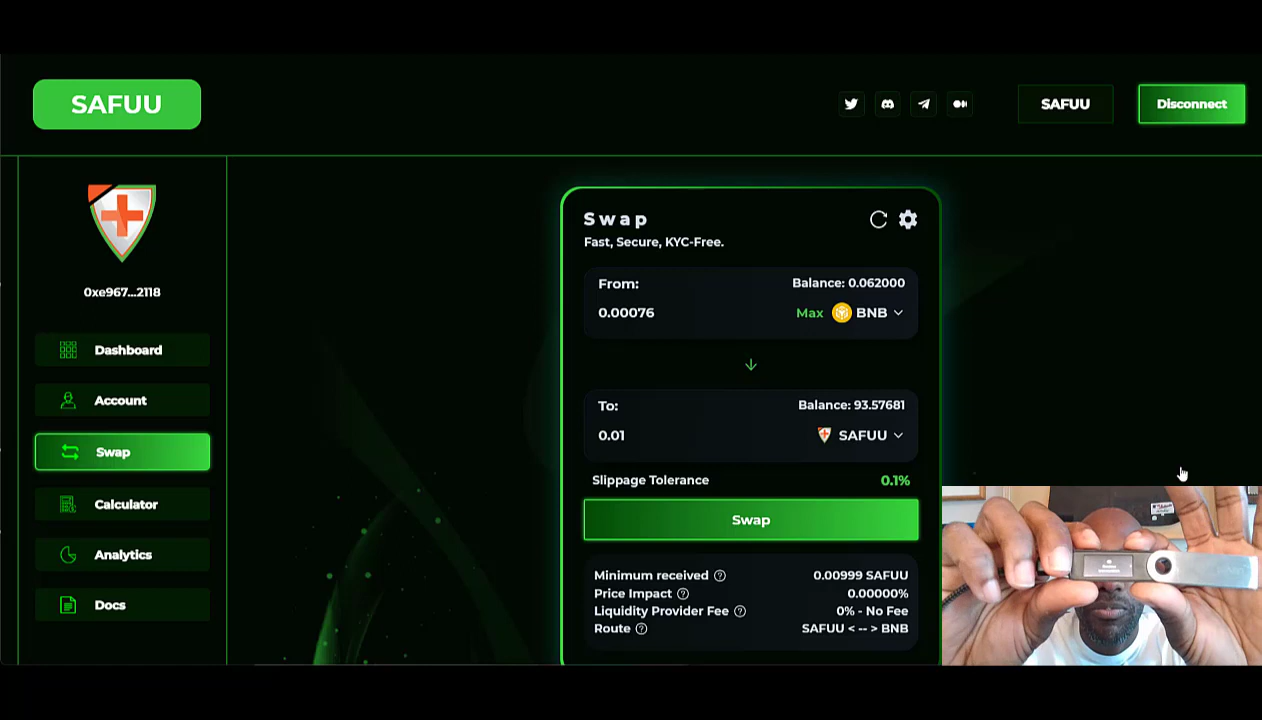 SAFUU
SAFUU
Disconnect
0xe967...2118
Dashboard
Account
Swap
Calculator
Analytics
Docs
Swap
Fast, Secure, KYC-Free.
From:
Balance: 0.062000
0.00076
Max
BNB
To:
Balance: 93.57681
0.01
SAFUU
Slippage Tolerance
0.1%
Swap
Minimum received ?
0.00999 SAFUU
Price Impact ?
0.00000%
Liquidity Provider Fee ?
0% - No Fee
Route ?
SAFUU < -- > BNB